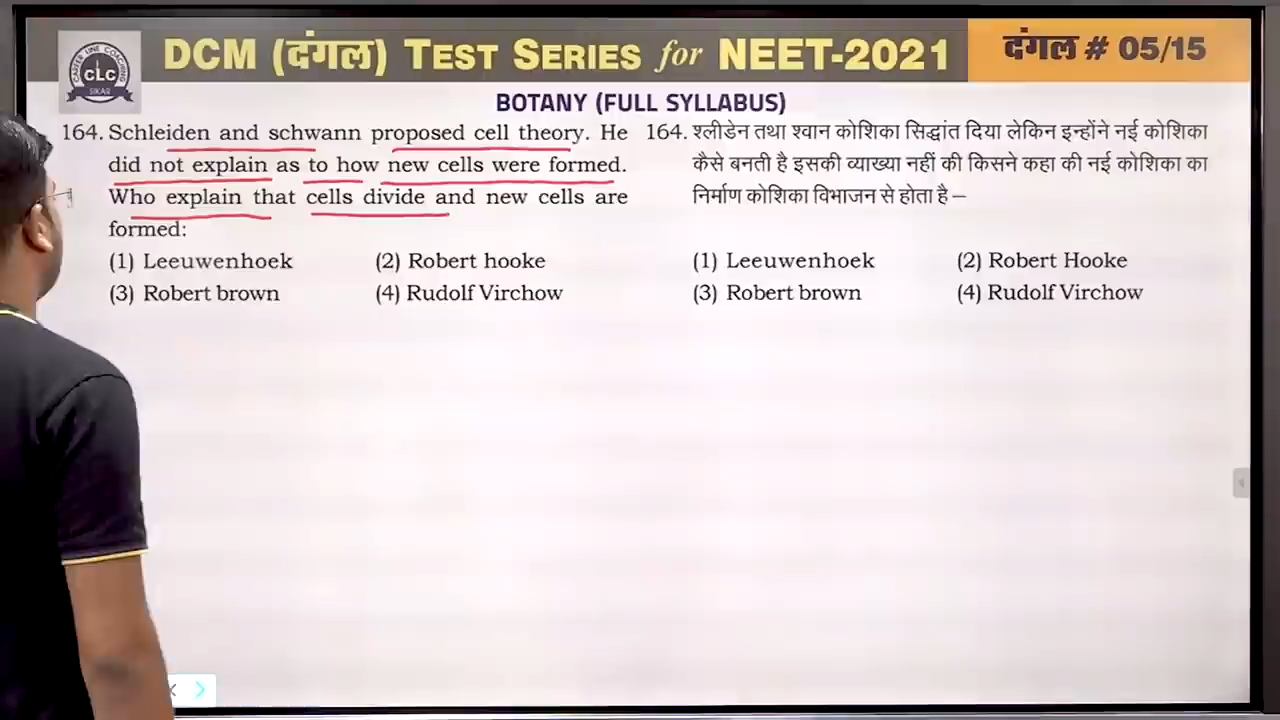 CAREER LINE COACHING
CLC
SIKAR
DCM (दंगल) TEST SERIES for NEET-2021
दंगल # 05/15
BOTANY (FULL SYLLABUS)
164. Schleiden and schwann proposed cell theory. He
did not explain as to how new cells were formed.
Who explain that cells divide and new cells are
formed:
(1) Leeuwenhoek (2) Robert hooke
(3) Robert brown (4) Rudolf Virchow
164. श्लीडेन तथा श्वान कोशिका सिद्धांत दिया लेकिन इन्होंने नई कोशिका
कैसे बनती है इसकी व्याख्या नहीं की किसने कहा की नई कोशिका का
निर्माण कोशिका विभाजन से होता है –
(1) Leeuwenhoek (2) Robert Hooke
(3) Robert brown (4) Rudolf Virchow